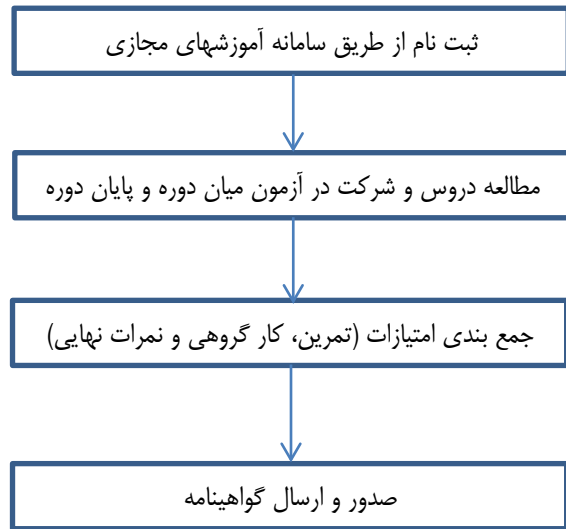 ثبت نام از طریق سامانه آموزشهای مجازی
مطالعه دروس و شرکت در آزمون میان دوره و پایان دوره
جمع بندی امتیازات (تمرین، کار گروهی و نمرات نهایی)
صدور و ارسال گواهینامه